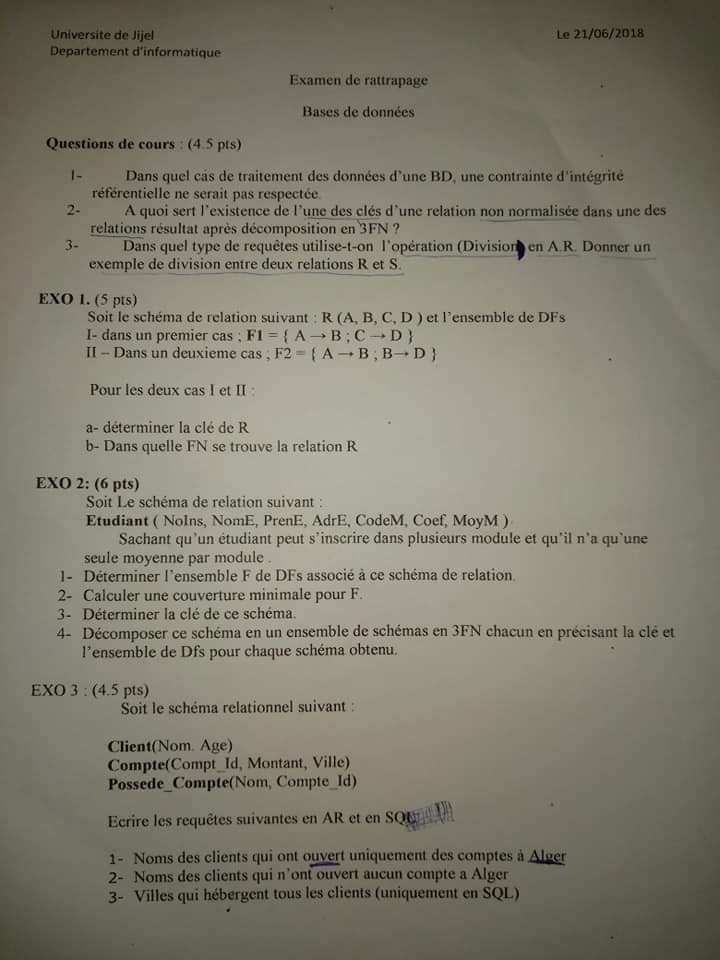 Universite de Jijel Le 21/06/2018
Departement d'informatique
Examen de rattrapage
Bases de données
Questions de cours : (4.5 pts)
1- Dans quel cas de traitement des données d'une BD, une contrainte d'intégrité
référentielle ne serait pas respectée.
2- A quoi sert l'existence de l'une des clés d'une relation non normalisée dans une des
relations résultat après décomposition en 3FN ?
3- Dans quel type de requêtes utilise-t-on l'opération (Division) en A.R. Donner un
exemple de division entre deux relations R et S.
EXO 1. (5 pts)
Soit le schéma de relation suivant : R (A, B, C, D ) et l'ensemble de DFs
I- dans un premier cas ; F1 = { A → B ; C → D }
II – Dans un deuxieme cas ; F2 = { A → B ; B→ D }
Pour les deux cas I et II :
a- déterminer la clé de R
b- Dans quelle FN se trouve la relation R
EXO 2: (6 pts)
Soit Le schéma de relation suivant :
Etudiant ( NoIns, NomE, PrenE, AdrE, CodeM, Coef, MoyM )
Sachant qu'un étudiant peut s'inscrire dans plusieurs module et qu'il n'a qu'une
seule moyenne par module .
1- Déterminer l'ensemble F de DFs associé à ce schéma de relation.
2- Calculer une couverture minimale pour F.
3- Déterminer la clé de ce schéma.
4- Décomposer ce schéma en un ensemble de schémas en 3FN chacun en précisant la clé et
l'ensemble de Dfs pour chaque schéma obtenu.
EXO 3 : (4.5 pts)
Soit le schéma relationnel suivant :
Client(Nom. Age)
Compte(Compt_Id, Montant, Ville)
Possede_Compte(Nom, Compte_Id)
Ecrire les requêtes suivantes en AR et en SQL
1- Noms des clients qui ont ouvert uniquement des comptes à Alger
2- Noms des clients qui n'ont ouvert aucun compte a Alger
3- Villes qui hébergent tous les clients (uniquement en SQL)